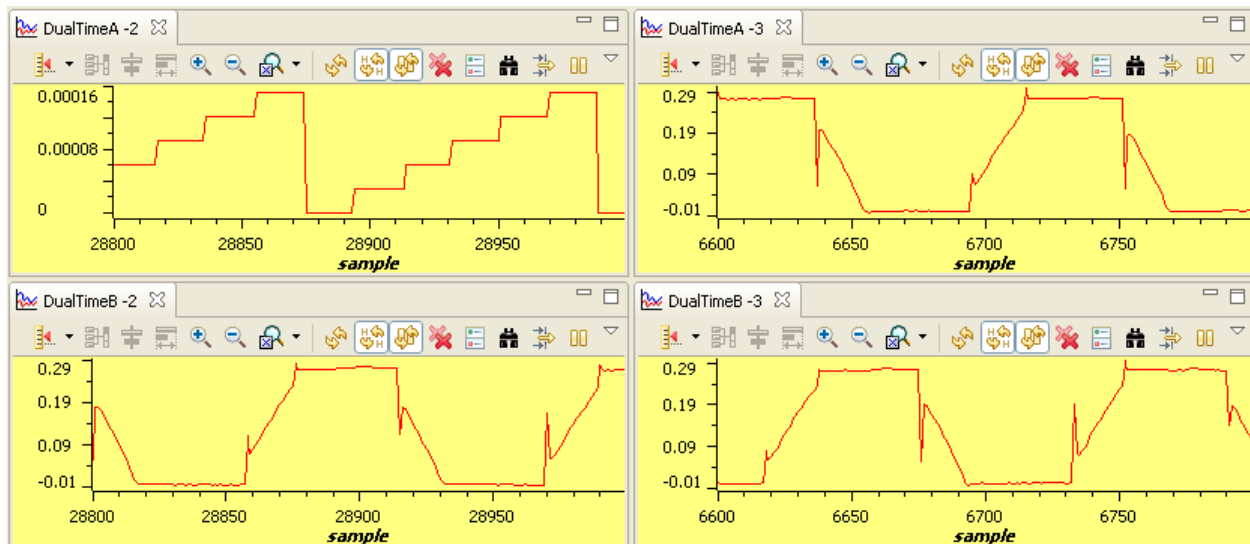 DualTimeA -2
0.00016
0.00008
0
28800 28850 28900 28950
sample
DualTimeA -3
H
H
0.29
0.19
0.09
-0.01
6600 6650 6700 6750
sample
DualTimeB -2
0.29
0.19
0.09
-0.01
28800 28850 28900 28950
sample
DualTimeB -3
0.29
0.19
0.09
-0.01
6600 6650 6700 6750
sample